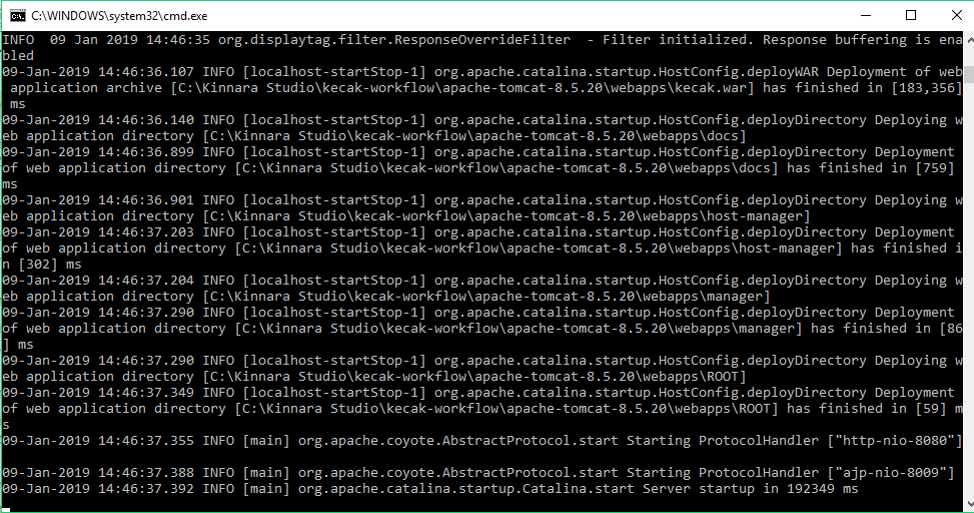 C:\WINDOWS\system32\cmd.exe
INFO  09 Jan 2019 14:46:35 org.displaytag.filter.ResponseOverrideFilter  - Filter initialized. Response buffering is ena
bled
09-Jan-2019 14:46:36.107 INFO [localhost-startStop-1] org.apache.catalina.startup.HostConfig.deployWAR Deployment of web
 application archive [C:\Kinnara Studio\kecak-workflow\apache-tomcat-8.5.20\webapps\kecak.war] has finished in [183,356]
 ms
09-Jan-2019 14:46:36.140 INFO [localhost-startStop-1] org.apache.catalina.startup.HostConfig.deployDirectory Deploying w
eb application directory [C:\Kinnara Studio\kecak-workflow\apache-tomcat-8.5.20\webapps\docs]
09-Jan-2019 14:46:36.899 INFO [localhost-startStop-1] org.apache.catalina.startup.HostConfig.deployDirectory Deployment
of web application directory [C:\Kinnara Studio\kecak-workflow\apache-tomcat-8.5.20\webapps\docs] has finished in [759]
ms
09-Jan-2019 14:46:36.901 INFO [localhost-startStop-1] org.apache.catalina.startup.HostConfig.deployDirectory Deploying w
eb application directory [C:\Kinnara Studio\kecak-workflow\apache-tomcat-8.5.20\webapps\host-manager]
09-Jan-2019 14:46:37.203 INFO [localhost-startStop-1] org.apache.catalina.startup.HostConfig.deployDirectory Deployment
of web application directory [C:\Kinnara Studio\kecak-workflow\apache-tomcat-8.5.20\webapps\host-manager] has finished i
n [302] ms
09-Jan-2019 14:46:37.204 INFO [localhost-startStop-1] org.apache.catalina.startup.HostConfig.deployDirectory Deploying w
eb application directory [C:\Kinnara Studio\kecak-workflow\apache-tomcat-8.5.20\webapps\manager]
09-Jan-2019 14:46:37.290 INFO [localhost-startStop-1] org.apache.catalina.startup.HostConfig.deployDirectory Deployment
of web application directory [C:\Kinnara Studio\kecak-workflow\apache-tomcat-8.5.20\webapps\manager] has finished in [86
] ms
09-Jan-2019 14:46:37.290 INFO [localhost-startStop-1] org.apache.catalina.startup.HostConfig.deployDirectory Deploying w
eb application directory [C:\Kinnara Studio\kecak-workflow\apache-tomcat-8.5.20\webapps\ROOT]
09-Jan-2019 14:46:37.349 INFO [localhost-startStop-1] org.apache.catalina.startup.HostConfig.deployDirectory Deployment
of web application directory [C:\Kinnara Studio\kecak-workflow\apache-tomcat-8.5.20\webapps\ROOT] has finished in [59] m
s
09-Jan-2019 14:46:37.355 INFO [main] org.apache.coyote.AbstractProtocol.start Starting ProtocolHandler ["http-nio-8080"]
09-Jan-2019 14:46:37.388 INFO [main] org.apache.coyote.AbstractProtocol.start Starting ProtocolHandler ["ajp-nio-8009"]
09-Jan-2019 14:46:37.392 INFO [main] org.apache.catalina.startup.Catalina.start Server startup in 192349 ms